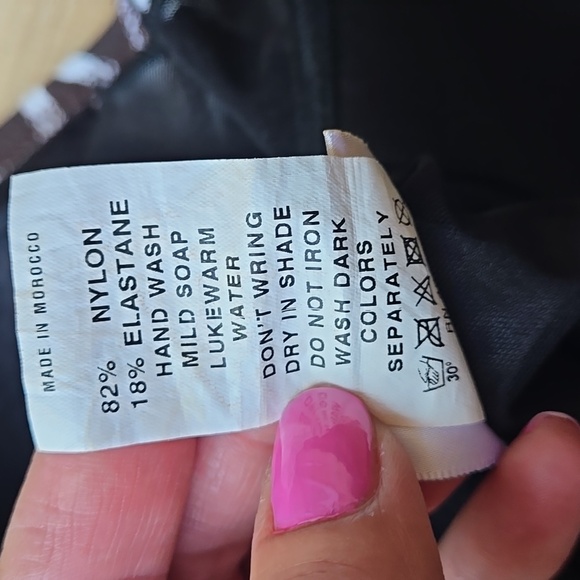 MADE IN MOROCCO
82% NYLON
18% ELASTANE
HAND WASH
MILD SOAP
LUKEWARM
WATER
DON'T WRING
DRY IN SHADE
DO NOT IRON
WASH DARK
COLORS
SEPARATELY
30°